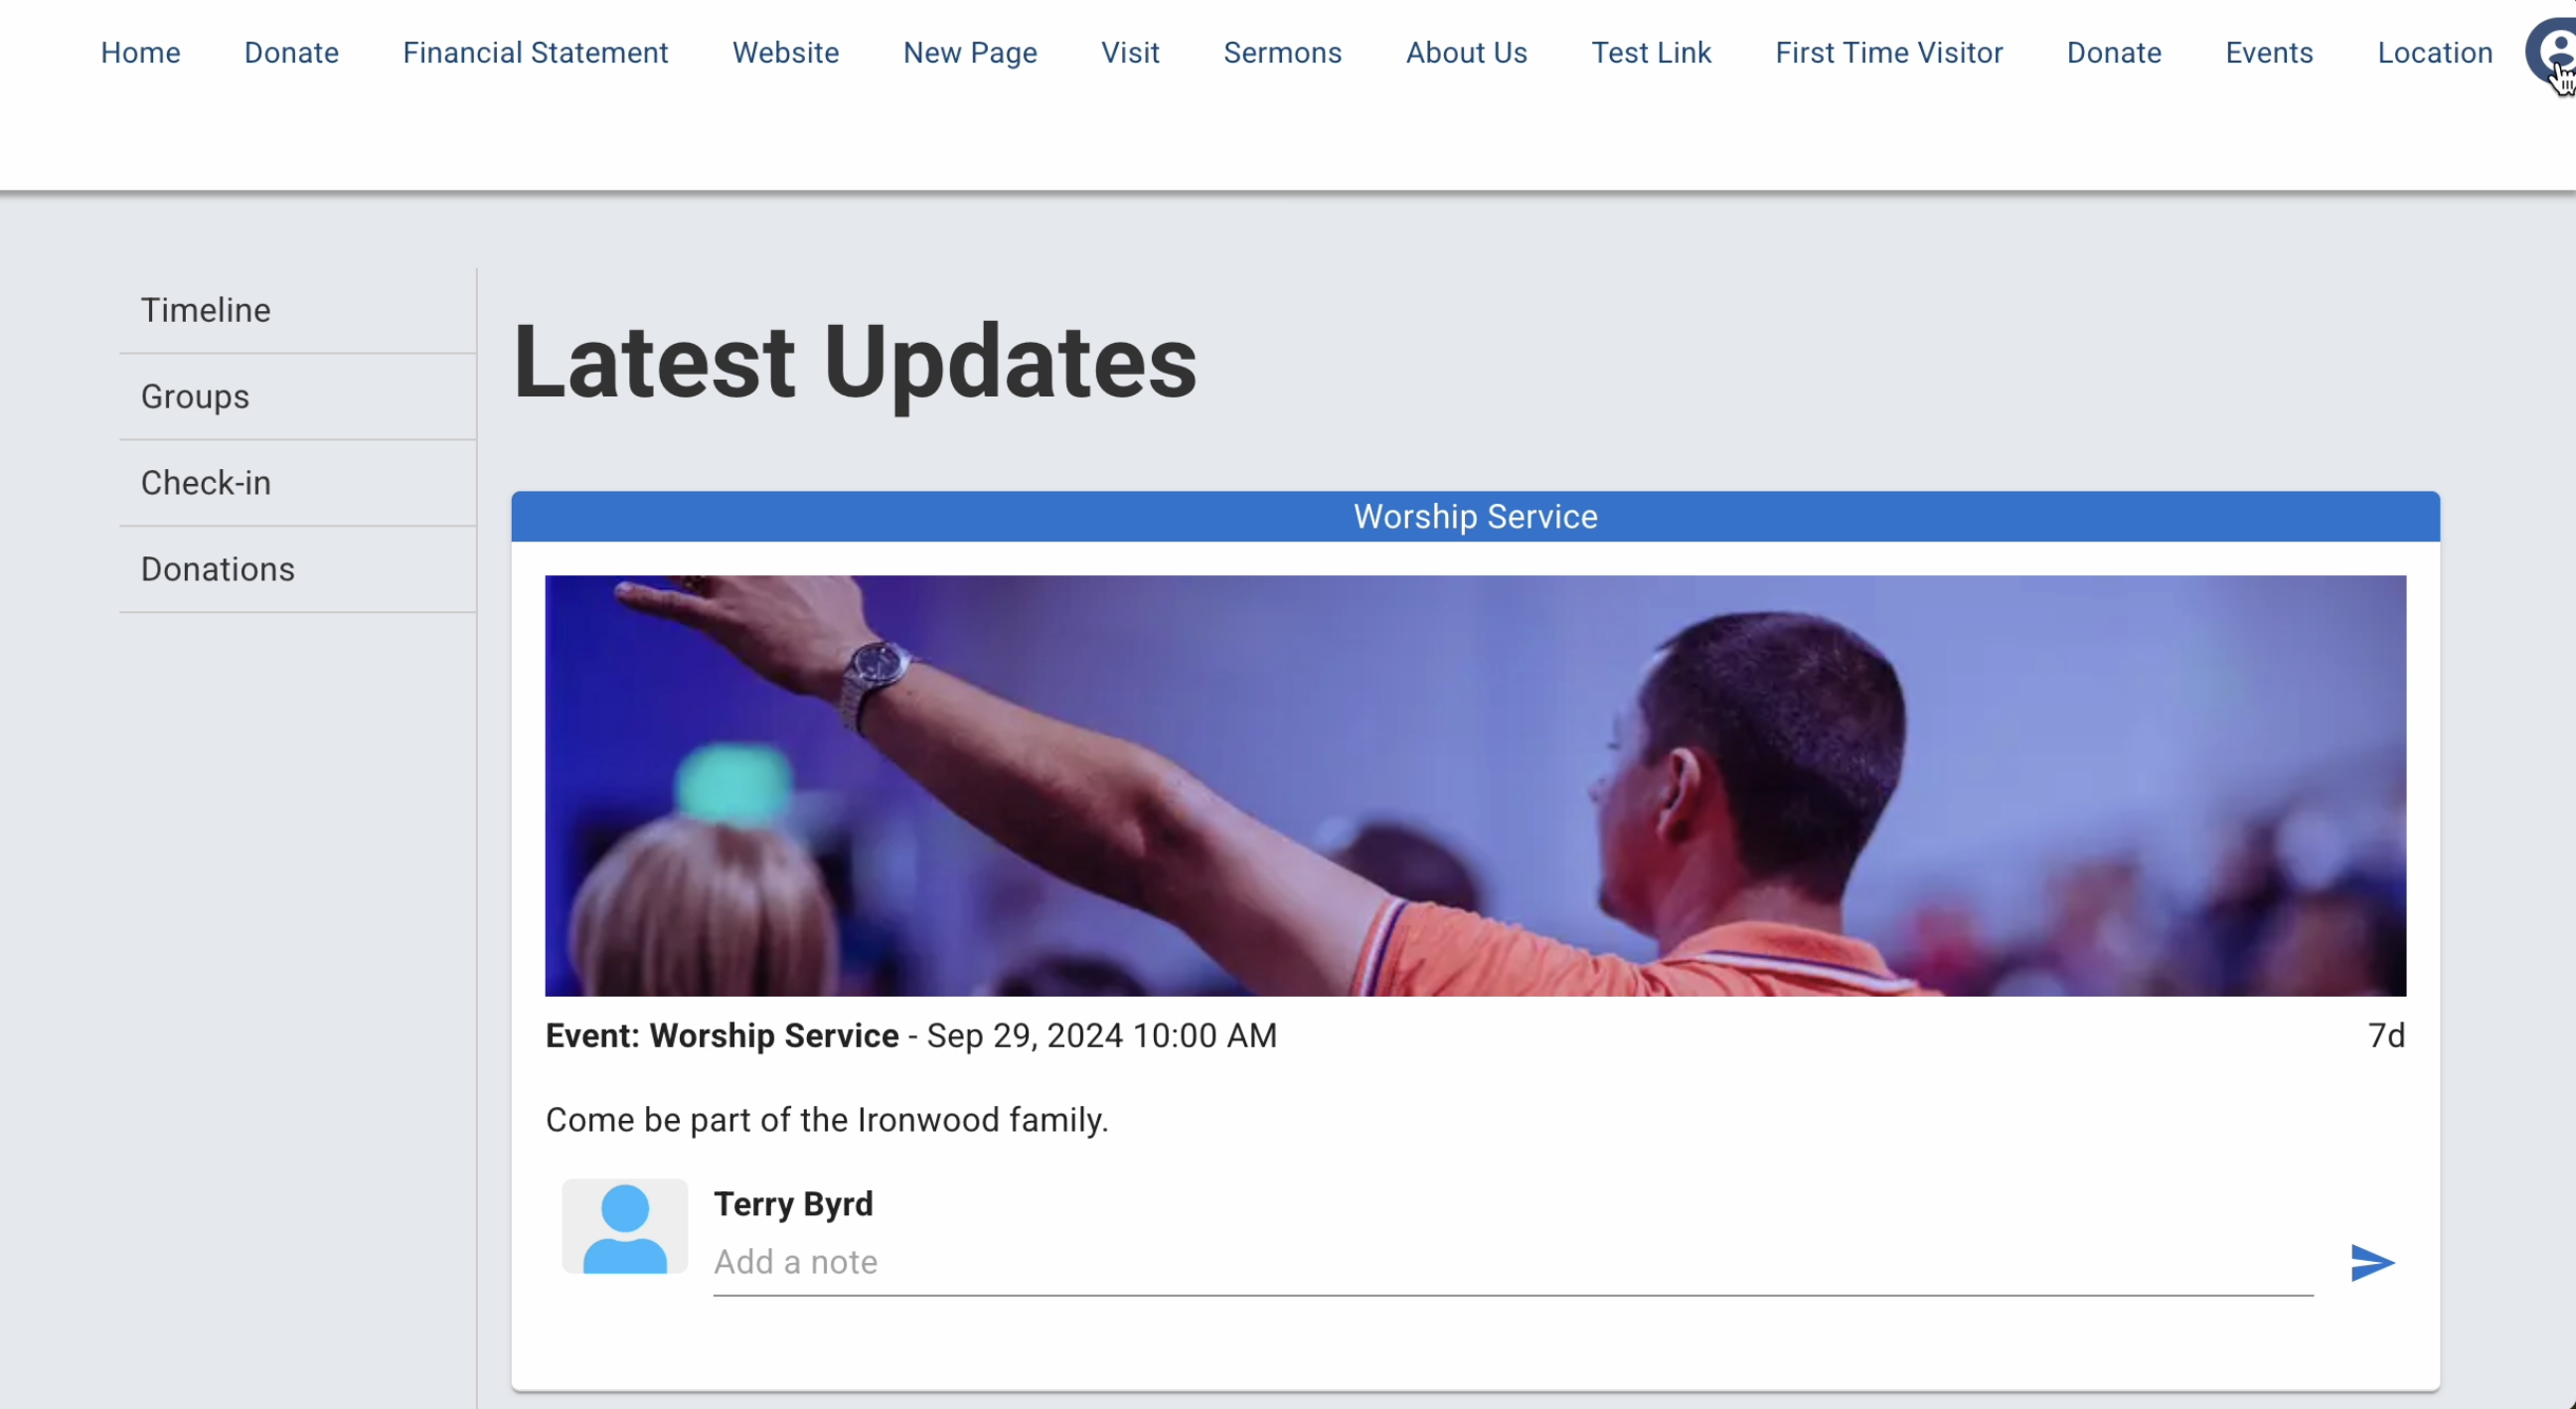 Home Donate Financial Statement Website New Page Visit Sermons About Us Test Link First Time Visitor Donate Events Location
Timeline
Groups
Check-in
Donations
Latest Updates
Worship Service
Event: Worship Service - Sep 29, 2024 10:00 AM 7d
Come be part of the Ironwood family.
Terry Byrd
Add a note